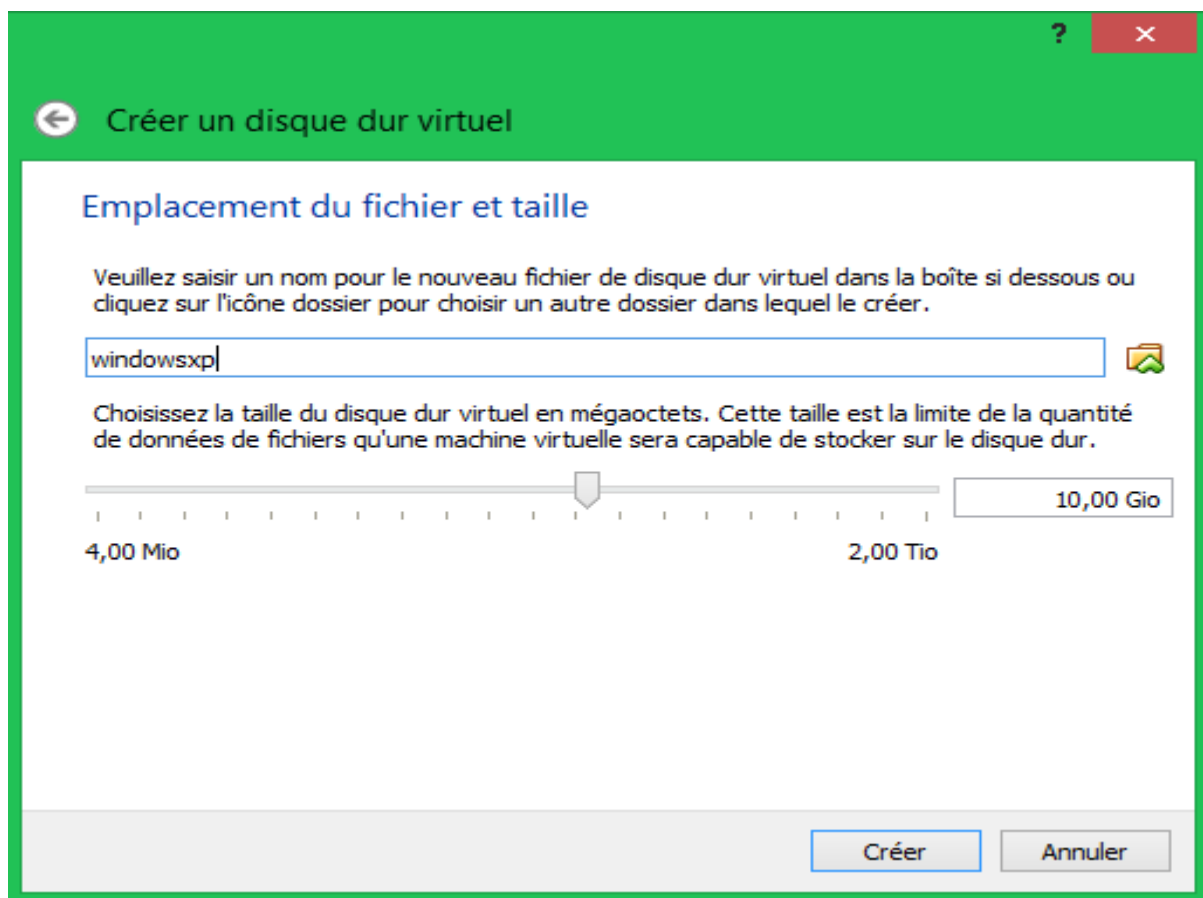 ?
Créer un disque dur virtuel
Emplacement du fichier et taille
Veuillez saisir un nom pour le nouveau fichier de disque dur virtuel dans la boîte si dessous ou
cliquez sur l'icône dossier pour choisir un autre dossier dans lequel le créer.
windowsxp
Choisissez la taille du disque dur virtuel en mégaoctets. Cette taille est la limite de la quantité
de données de fichiers qu'une machine virtuelle sera capable de stocker sur le disque dur.
10,00 Gio
4,00 Mio 2,00 Tio
Créer Annuler